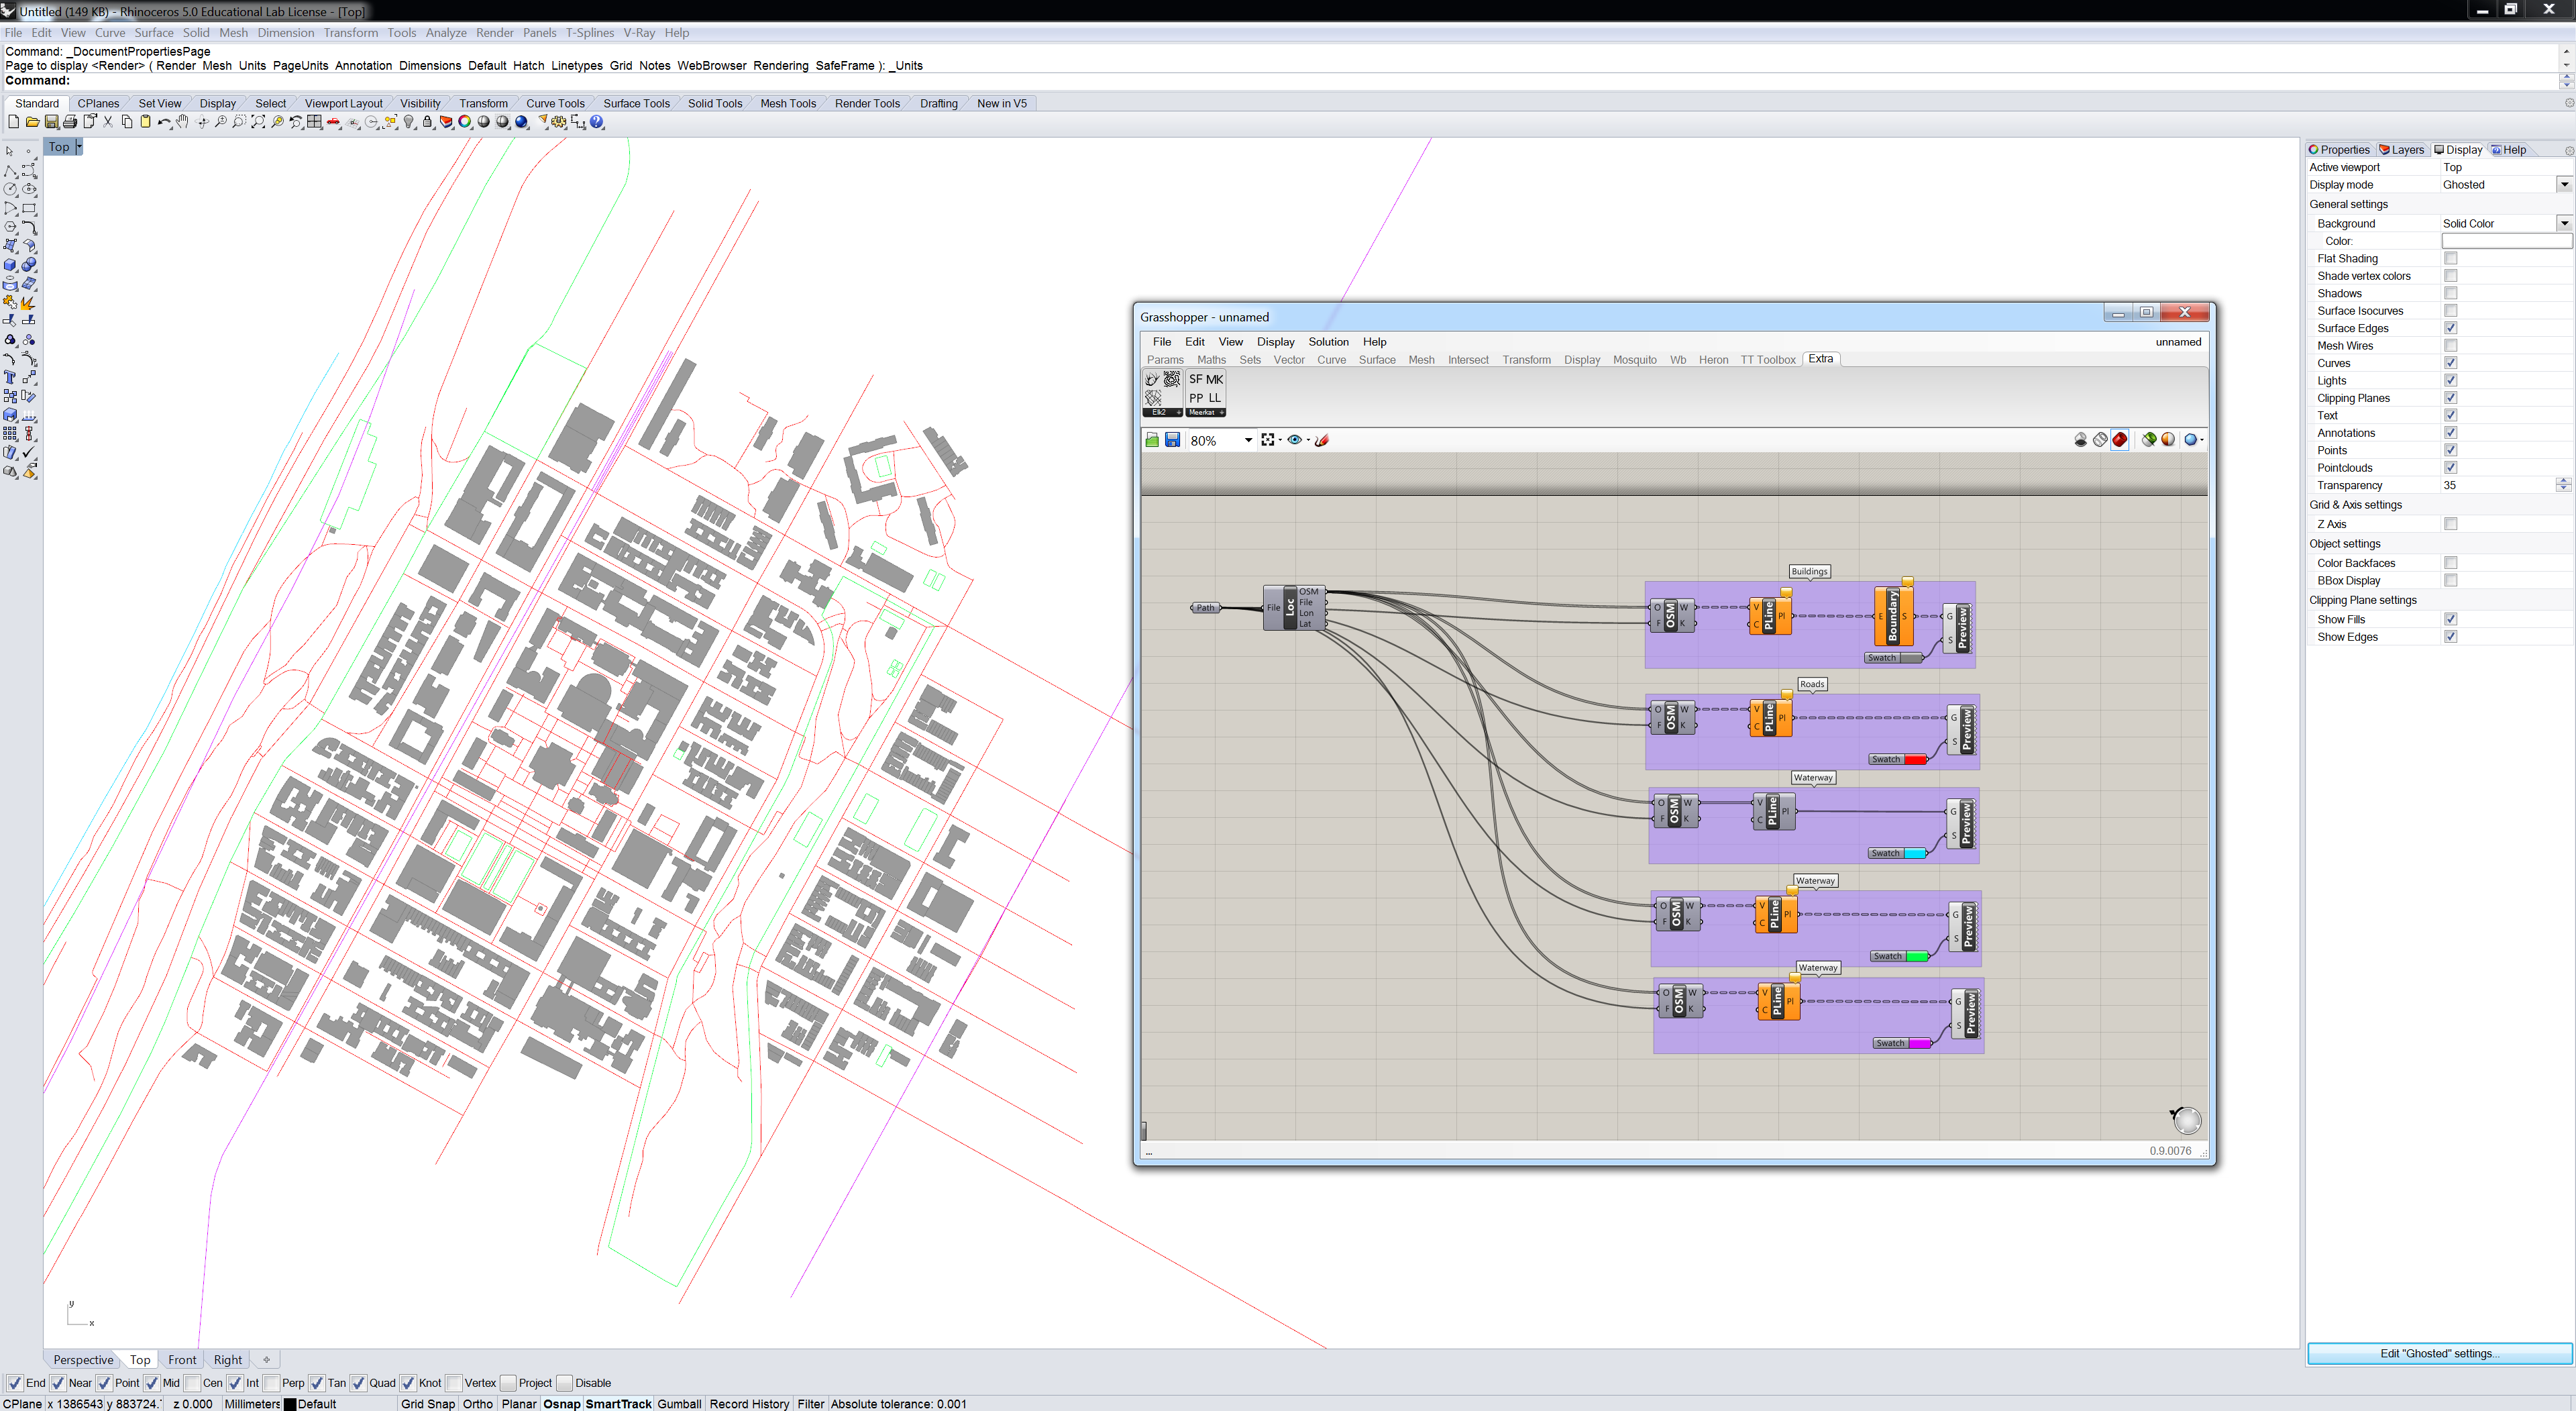 Untitled (149 KB) - Rhinoceros 5.0 Educational Lab License - [Top]
File Edit View Curve Surface Solid Mesh Dimension Transform Tools Analyze Render Panels T-Splines V-Ray Help
Command: _DocumentPropertiesPage
Page to display <Render> ( Render Mesh Units PageUnits Annotation Dimensions Default Hatch Linetypes Grid Notes WebBrowser Rendering SafeFrame ): _Units
Command:
Standard CPlanes Set View Display Select Viewport Layout Visibility Transform Curve Tools Surface Tools Solid Tools Mesh Tools Render Tools Drafting New in V5
Top
Properties Layers Display Help
Active viewport Top
Display mode Ghosted
General settings
Background Solid Color
Color:
Flat Shading
Shade vertex colors
Shadows
Surface Isocurves
Surface Edges
Mesh Wires
Curves
Lights
Clipping Planes
Text
Annotations
Points
Pointclouds
Transparency 35
Grid & Axis settings
Z Axis
Object settings
Color Backfaces
BBox Display
Clipping Plane settings
Show Fills
Show Edges
Edit "Ghosted" settings...
Grasshopper - unnamed
File Edit View Display Solution Help unnamed
Params Maths Sets Vector Curve Surface Mesh Intersect Transform Display Mosquito Wb Heron TT Toolbox Extra
SF MK
PP LL
Elk2 + Meerkat +
80%
Path
File Loc OSM File Lon Lat
Buildings
O F OSM W K V C PLine Pl E Boundary S G S Preview
Swatch
Roads
O F OSM W K V C PLine Pl G S Preview
Swatch
Waterway
O F OSM W K V C PLine Pl G S Preview
Swatch
Waterway
O F OSM W K V C PLine Pl G S Preview
Swatch
Waterway
O F OSM W K V C PLine Pl G S Preview
Swatch
...
0.9.0076
y
x
Perspective Top Front Right
End Near Point Mid Cen Int Perp Tan Quad Knot Vertex Project Disable
CPlane x 1386543 y 883724. z 0.000 Millimeters Default Grid Snap Ortho Planar Osnap SmartTrack Gumball Record History Filter Absolute tolerance: 0.001